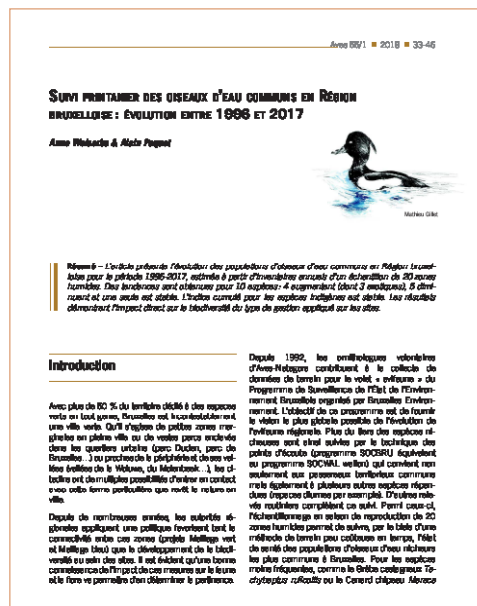 Aves 55/1 ■ 2018 ■ 33-46
Suivi printanier des oiseaux d'eau communs en Région
bruxelloise : évolution entre 1996 et 2017
Anne Weiserbs & Alain Paquet
Mathieu Gillet
Résumé – L'article présente l'évolution des populations d'oiseaux d'eau communs en Région bruxel-
loise pour la période 1996-2017, estimée à partir d'inventaires annuels d'un échantillon de 20 zones
humides. Des tendances sont obtenues pour 10 espèces : 4 augmentent (dont 3 exotiques), 5 dimi-
nuent et une seule est stable. L'indice cumulé pour les espèces indigènes est stable. Les résultats
démontrent l'impact direct sur la biodiversité du type de gestion appliqué sur les sites.
Introduction
Avec plus de 50 % du territoire dédié à des espaces
verts en tout genre, Bruxelles est incontestablement
une ville verte. Qu'il s'agisse de petites zones mar-
ginales en pleine ville ou de vastes parcs enclavés
dans les quartiers urbains (parc Duden, parc de
Bruxelles…) ou proches de la périphérie et de ses val-
lées (vallées de la Woluwe, du Molenbeek…), les ci-
tadins ont de multiples possibilités d'entrer en contact
avec cette forme particulière que revêt la nature en
ville.
Depuis de nombreuses années, les autorités ré-
gionales appliquent une politique favorisant tant la
connectivité entre ces zones (projets Maillage vert
et Maillage bleu) que le développement de la biodi-
versité au sein des sites. Il est évident qu'une bonne
connaissance de l'impact de ces mesures sur la faune
et la flore va permettre d'en déterminer la pertinence.
Depuis 1992, les ornithologues volontaires
d'Aves-Natagora contribuent à la collecte de
données de terrain pour le volet « avifaune » du
Programme de Surveillance de l'État de l'Environ-
nement Bruxellois organisé par Bruxelles Environ-
nement. L'objectif de ce programme est de fournir
la vision la plus globale possible de l'évolution de
l'avifaune régionale. Plus du tiers des espèces ni-
cheuses sont ainsi suivies par la technique des
points d'écoute (programme SOCBRU équivalent
au programme SOCWAL wallon) qui convient non
seulement aux passereaux territoriaux communs
mais également à plusieurs autres espèces répan-
dues (rapaces diurnes par exemple). D'autres rele-
vés routiniers complètent ce suivi. Parmi ceux-ci,
l'échantillonnage en saison de reproduction de 20
zones humides permet de suivre, par le biais d'une
méthode de terrain peu coûteuse en temps, l'état
de santé des populations d'oiseaux d'eau nicheurs
les plus communs à Bruxelles. Pour les espèces
moins fréquentes, comme le Grèbe castagneux Ta-
chybaptus ruficollis ou le Canard chipeau Mareca